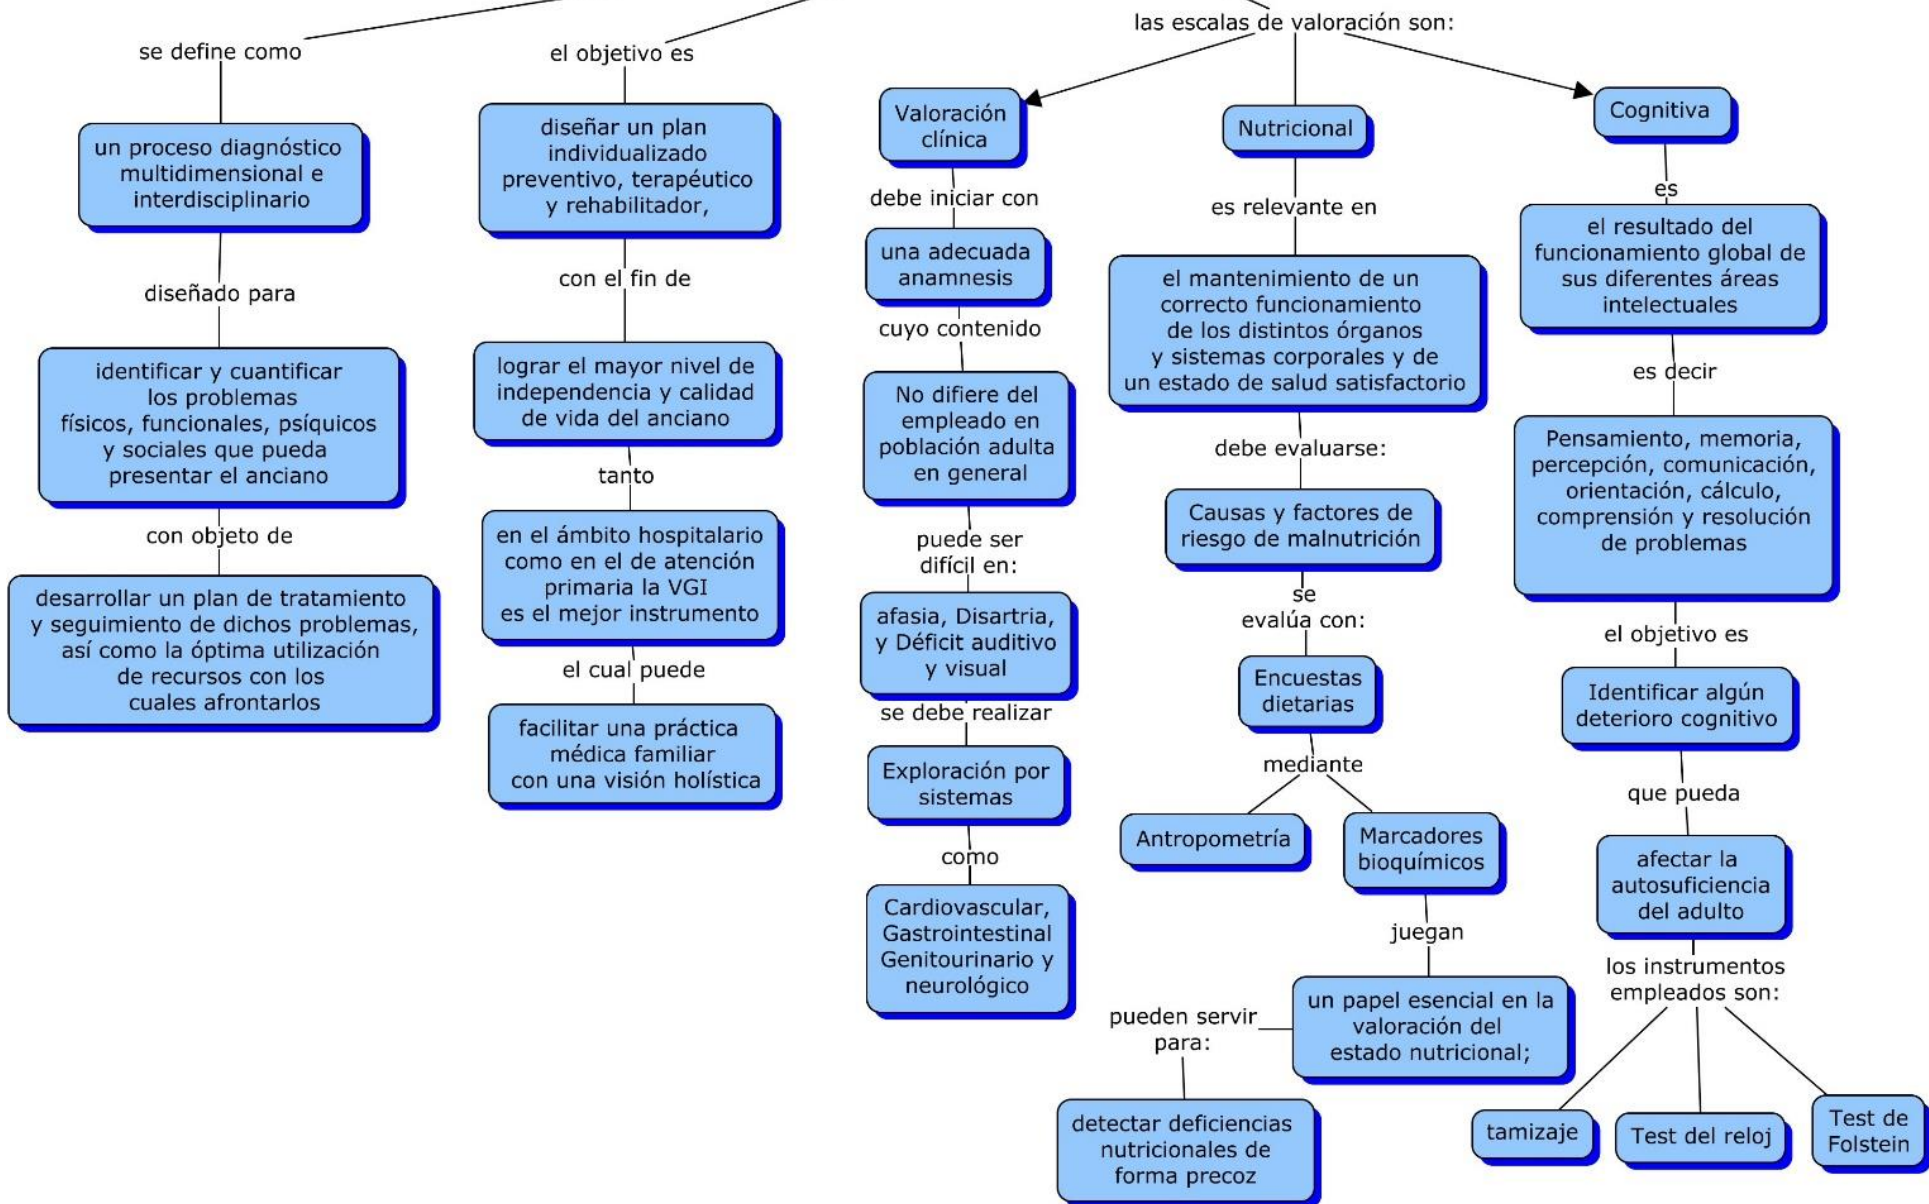 se define como
un proceso diagnóstico
multidimensional e
interdisciplinario
diseñado para
identificar y cuantificar
los problemas
físicos, funcionales, psíquicos
y sociales que pueda
presentar el anciano
con objeto de
desarrollar un plan de tratamiento
y seguimiento de dichos problemas,
así como la óptima utilización
de recursos con los
cuales afrontarlos
el objetivo es
diseñar un plan
individualizado
preventivo, terapéutico
y rehabilitador,
con el fin de
lograr el mayor nivel de
independencia y calidad
de vida del anciano
tanto
en el ámbito hospitalario
como en el de atención
primaria la VGI
es el mejor instrumento
el cual puede
facilitar una práctica
médica familiar
con una visión holística
las escalas de valoración son:
Valoración
clínica
debe iniciar con
una adecuada
anamnesis
cuyo contenido
No difiere del
empleado en
población adulta
en general
puede ser
difícil en:
afasia, Disartria,
y Déficit auditivo
y visual
se debe realizar
Exploración por
sistemas
como
Cardiovascular,
Gastrointestinal
Genitourinario y
neurológico
Nutricional
es relevante en
el mantenimiento de un
correcto funcionamiento
de los distintos órganos
y sistemas corporales y de
un estado de salud satisfactorio
debe evaluarse:
Causas y factores de
riesgo de malnutrición
se
evalúa con:
Encuestas
dietarias
mediante
Antropometría
Marcadores
bioquímicos
juegan
un papel esencial en la
valoración del
estado nutricional;
pueden servir
para:
detectar deficiencias
nutricionales de
forma precoz
Cognitiva
es
el resultado del
funcionamiento global de
sus diferentes áreas
intelectuales
es decir
Pensamiento, memoria,
percepción, comunicación,
orientación, cálculo,
comprensión y resolución
de problemas
el objetivo es
Identificar algún
deterioro cognitivo
que pueda
afectar la
autosuficiencia
del adulto
los instrumentos
empleados son:
tamizaje
Test del reloj
Test de
Folstein